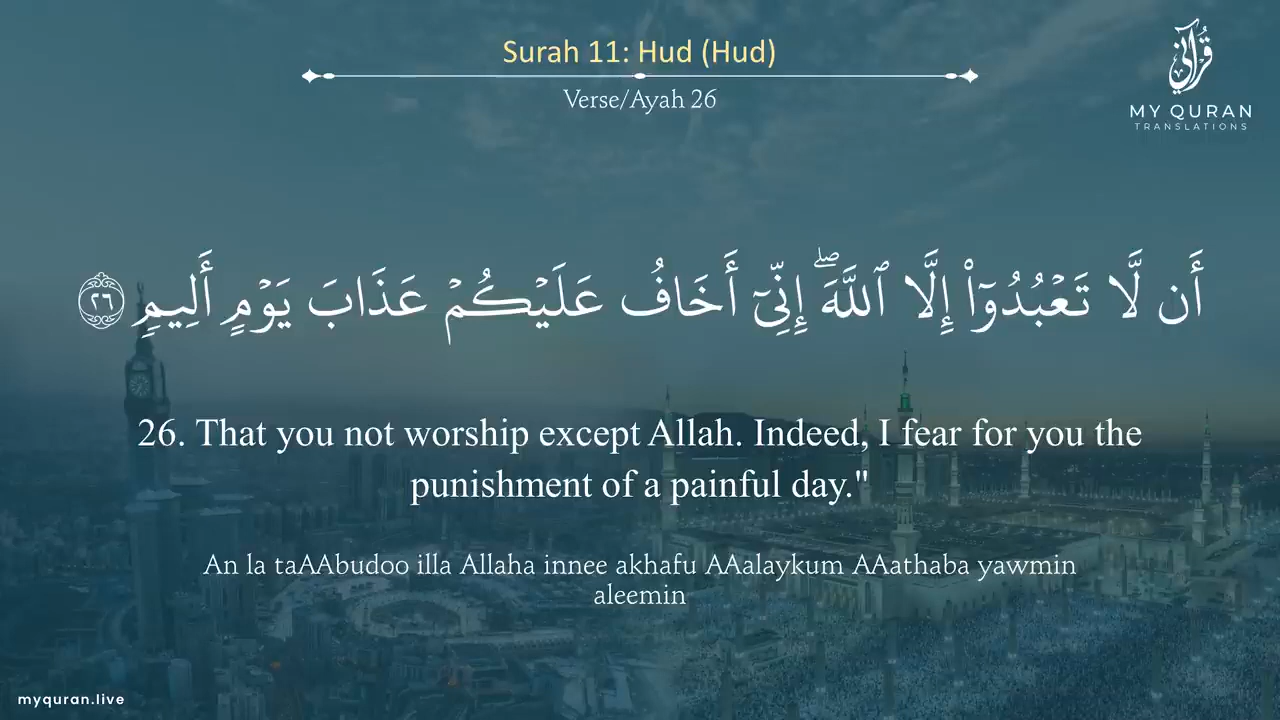 Surah 11: Hud (Hud)
Verse/Ayah 26
قُرْآنِي
MY QURAN
TRANSLATIONS
أَن لَّا تَعْبُدُوٓا۟ إِلَّا ٱللَّهَ ۖ إِنِّىٓ أَخَافُ عَلَيْكُمْ عَذَابَ يَوْمٍ أَلِيمٍ ٢٦
26. That you not worship except Allah. Indeed, I fear for you the
punishment of a painful day."
An la taAAbudoo illa Allaha innee akhafu AAalaykum AAathaba yawmin
aleemin
myquran.live